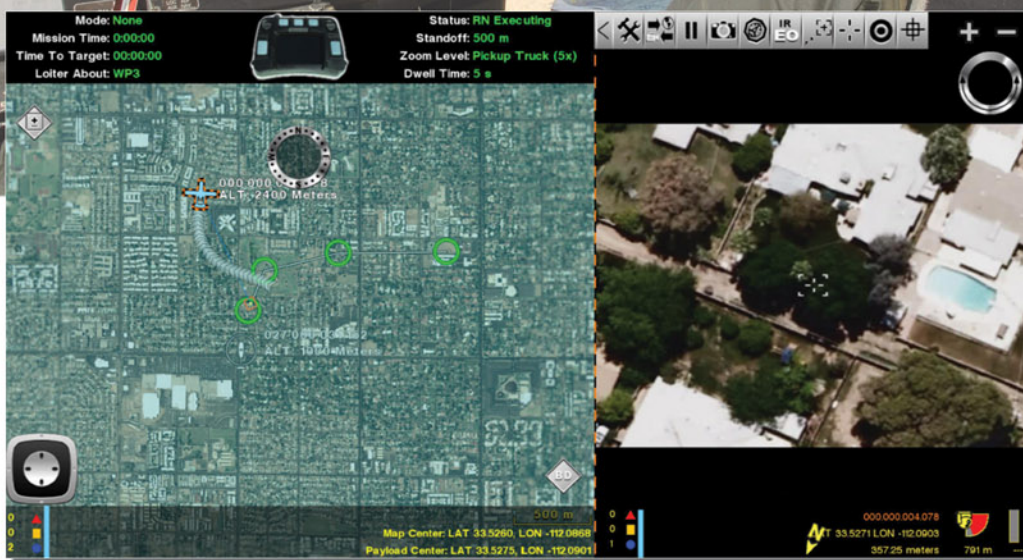 Mode: None
Mission Time: 0:00:00
Time To Target: 00:00:00
Loiter About: WP3
Status: RN Executing
Standoff: 500 m
Zoom Level: Pickup Truck (5x)
Dwell Time: 5 s
IR
EO
ALT: 2400 Meters
ALT: 1000 Meters
0
0
2
500 m
Map Center: LAT 33.5260, LON -112.0868
Payload Center: LAT 33.5275, LON -112.0901
0
0
1
000.000.004.078
LAT 33.5271 LON -112.0903
357.25 meters
791 m